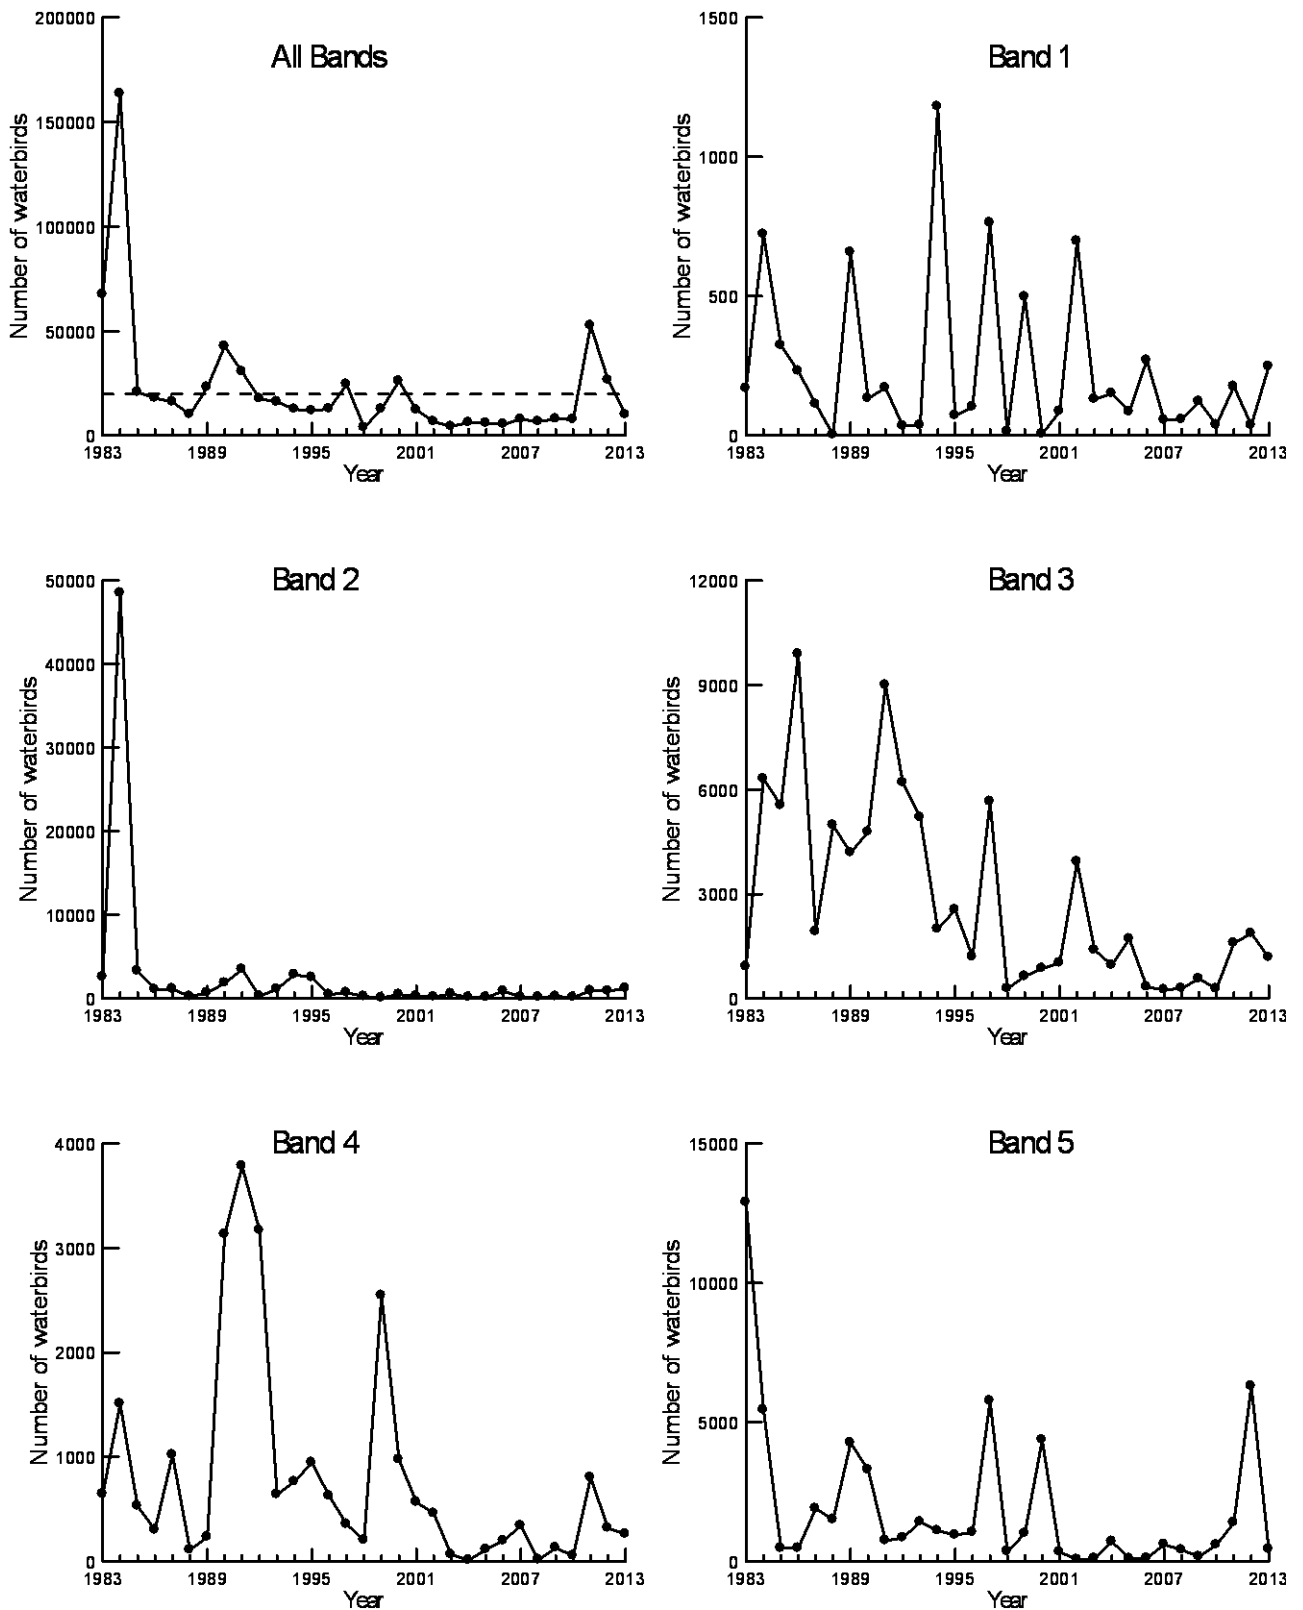 All Bands
Number of waterbirds
200000
150000
100000
50000
0
1983 1989 1995 2001 2007 2013
Year
Band 1
Number of waterbirds
1500
1000
500
0
1983 1989 1995 2001 2007 2013
Year
Band 2
Number of waterbirds
50000
40000
30000
20000
10000
0
1983 1989 1995 2001 2007 2013
Year
Band 3
Number of waterbirds
12000
9000
6000
3000
0
1983 1989 1995 2001 2007 2013
Year
Band 4
Number of waterbirds
4000
3000
2000
1000
0
1983 1989 1995 2001 2007 2013
Year
Band 5
Number of waterbirds
15000
10000
5000
0
1983 1989 1995 2001 2007 2013
Year